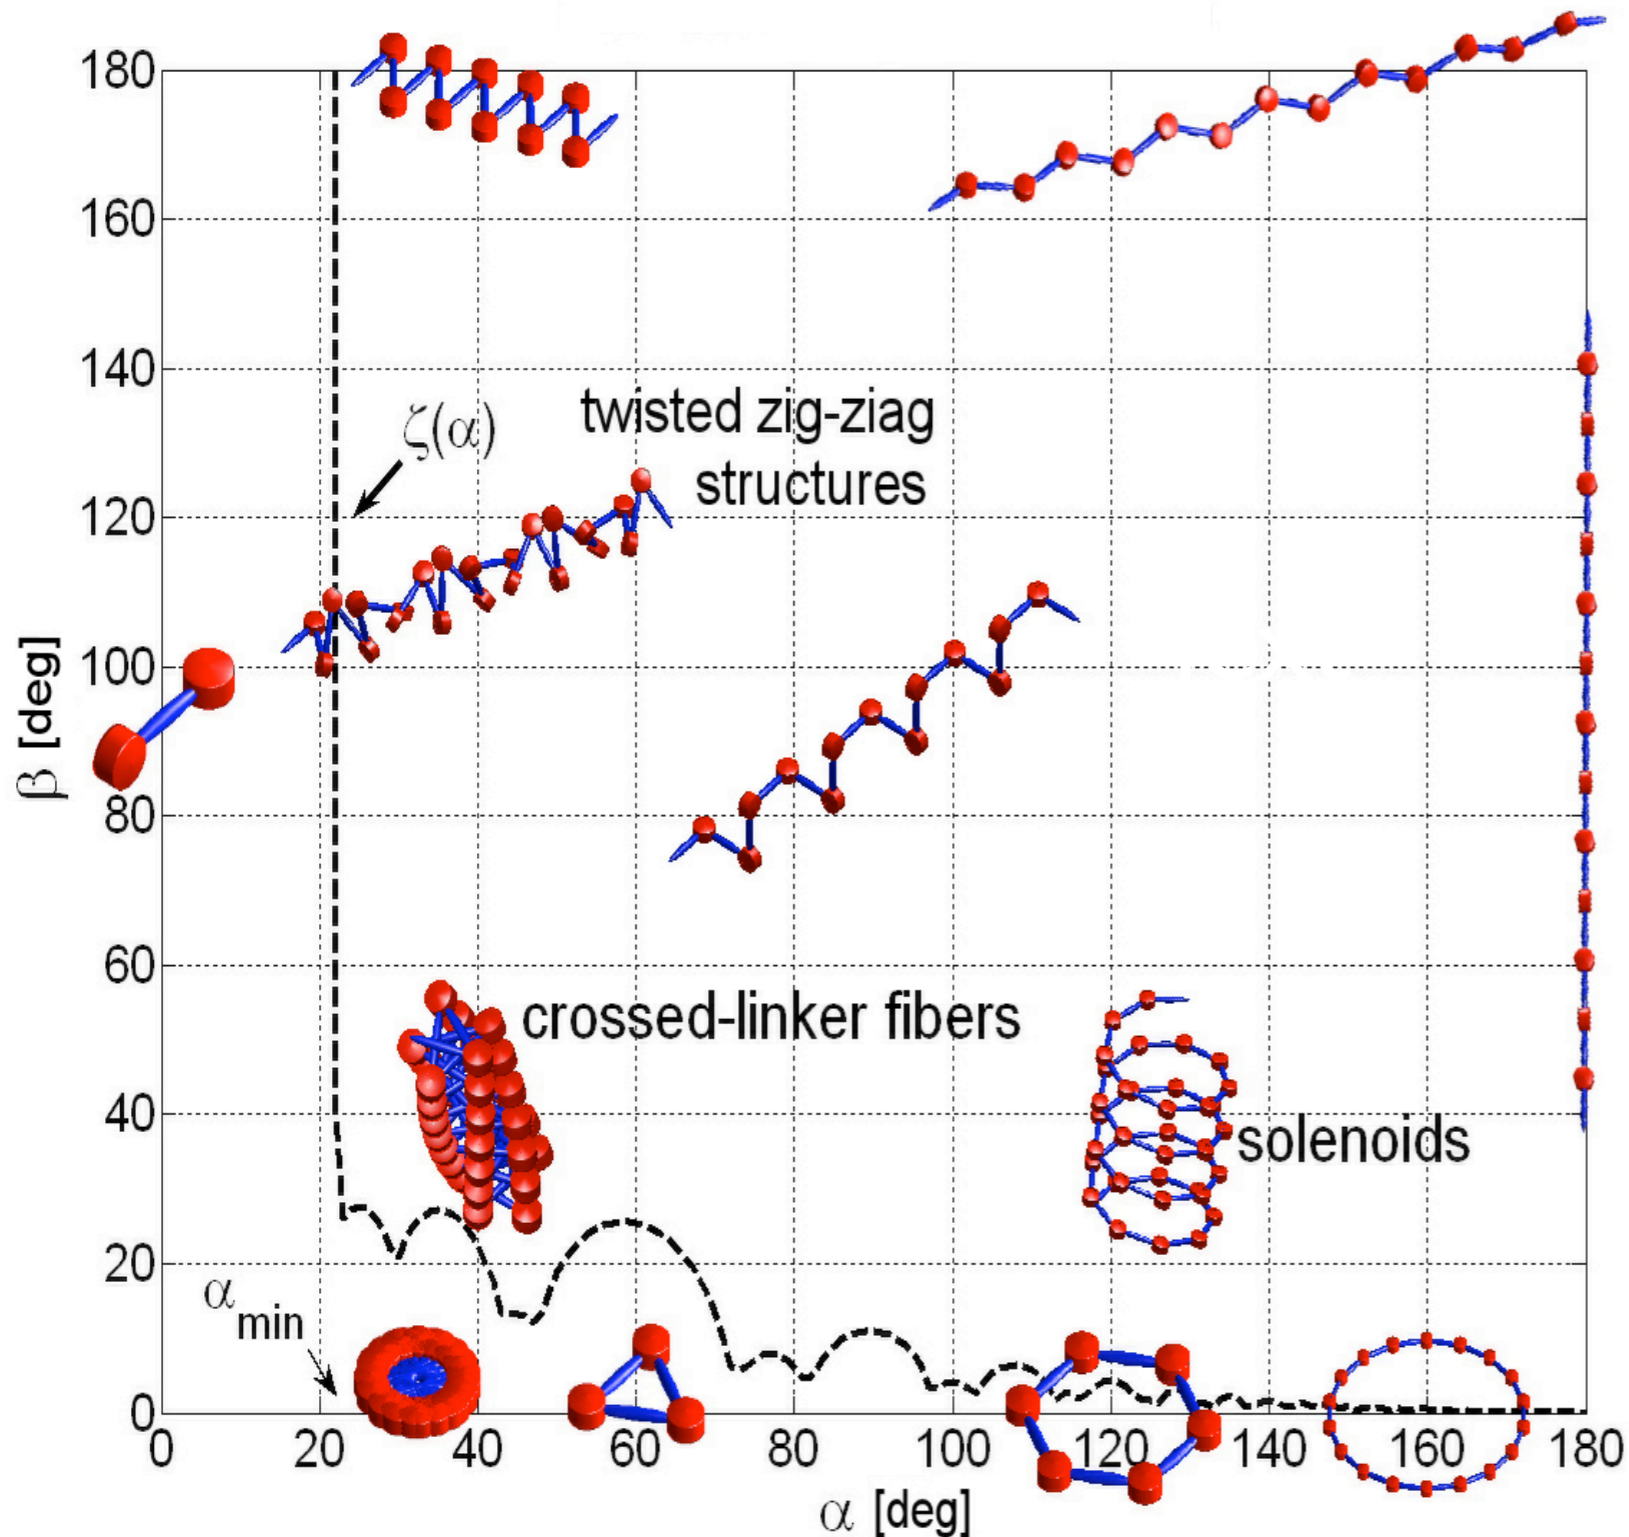 180
160
140
120
100
80
60
40
20
0
β [deg]
ζ(α)
twisted zig-ziag
structures
crossed-linker fibers
solenoids
α min
0 20 40 60 80 100 120 140 160 180
α [deg]